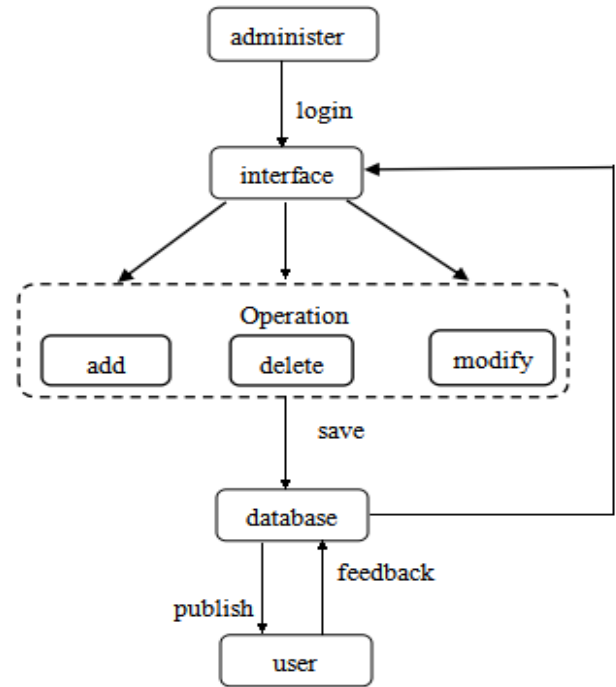 administer
login
interface
Operation
add
delete
modify
save
database
feedback
publish
user